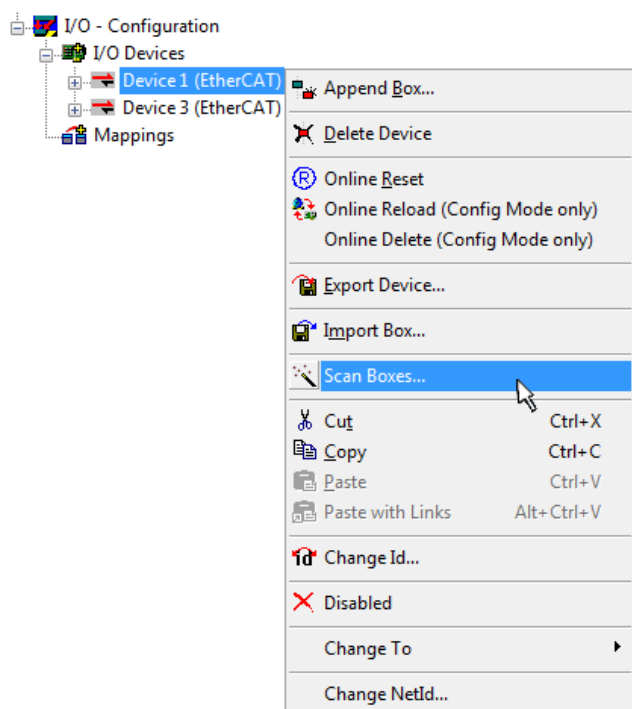 I/O - Configuration
I/O Devices
Device 1 (EtherCAT)
Device 3 (EtherCAT)
Mappings
Append Box...
Delete Device
Online Reset
Online Reload (Config Mode only)
Online Delete (Config Mode only)
Export Device...
Import Box...
Scan Boxes...
Cut Ctrl+X
Copy Ctrl+C
Paste Ctrl+V
Paste with Links Alt+Ctrl+V
Change Id...
Disabled
Change To
Change NetId...